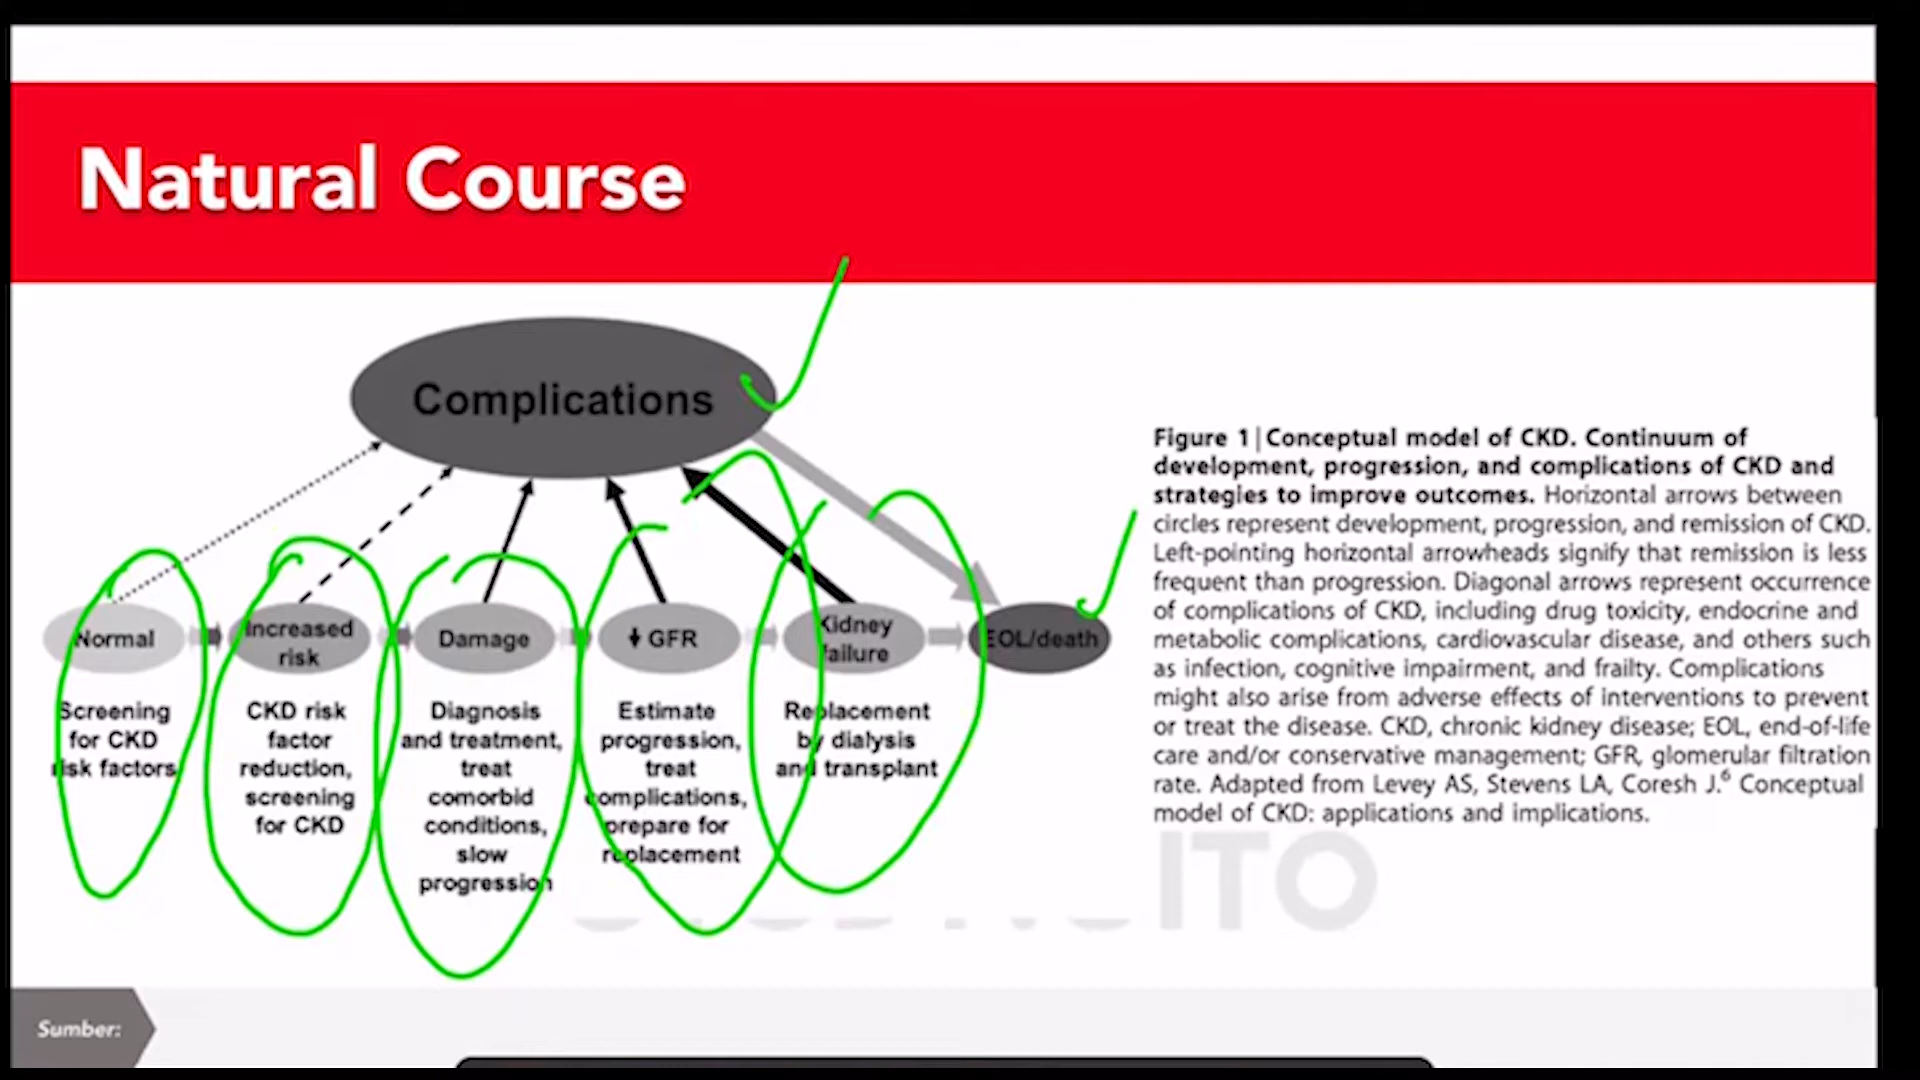 Natural Course
Complications
Normal
Increased
risk
Damage
GFR
Kidney
failure
EOL/death
Screening
for CKD
risk factors
CKD risk
factor
reduction,
screening
for CKD
Diagnosis
and treatment,
treat
comorbid
conditions,
slow
progression
Estimate
progression,
treat
complications,
prepare for
replacement
Replacement
by dialysis
and transplant
Figure 1 | Conceptual model of CKD. Continuum of
development, progression, and complications of CKD and
strategies to improve outcomes. Horizontal arrows between
circles represent development, progression, and remission of CKD.
Left-pointing horizontal arrowheads signify that remission is less
frequent than progression. Diagonal arrows represent occurrence
of complications of CKD, including drug toxicity, endocrine and
metabolic complications, cardiovascular disease, and others such
as infection, cognitive impairment, and frailty. Complications
might also arise from adverse effects of interventions to prevent
or treat the disease. CKD, chronic kidney disease; EOL, end-of-life
care and/or conservative management; GFR, glomerular filtration
rate. Adapted from Levey AS, Stevens LA, Coresh J.⁶ Conceptual
model of CKD: applications and implications.
Sumber: